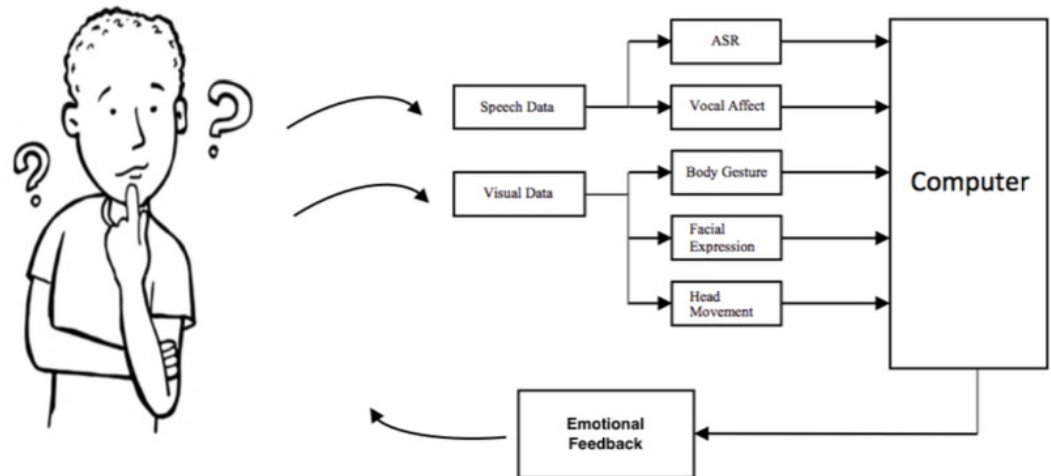 ?
?
Speech Data
Visual Data
ASR
Vocal Affect
Body Gesture
Facial
Expression
Head
Movement
Computer
Emotional
Feedback